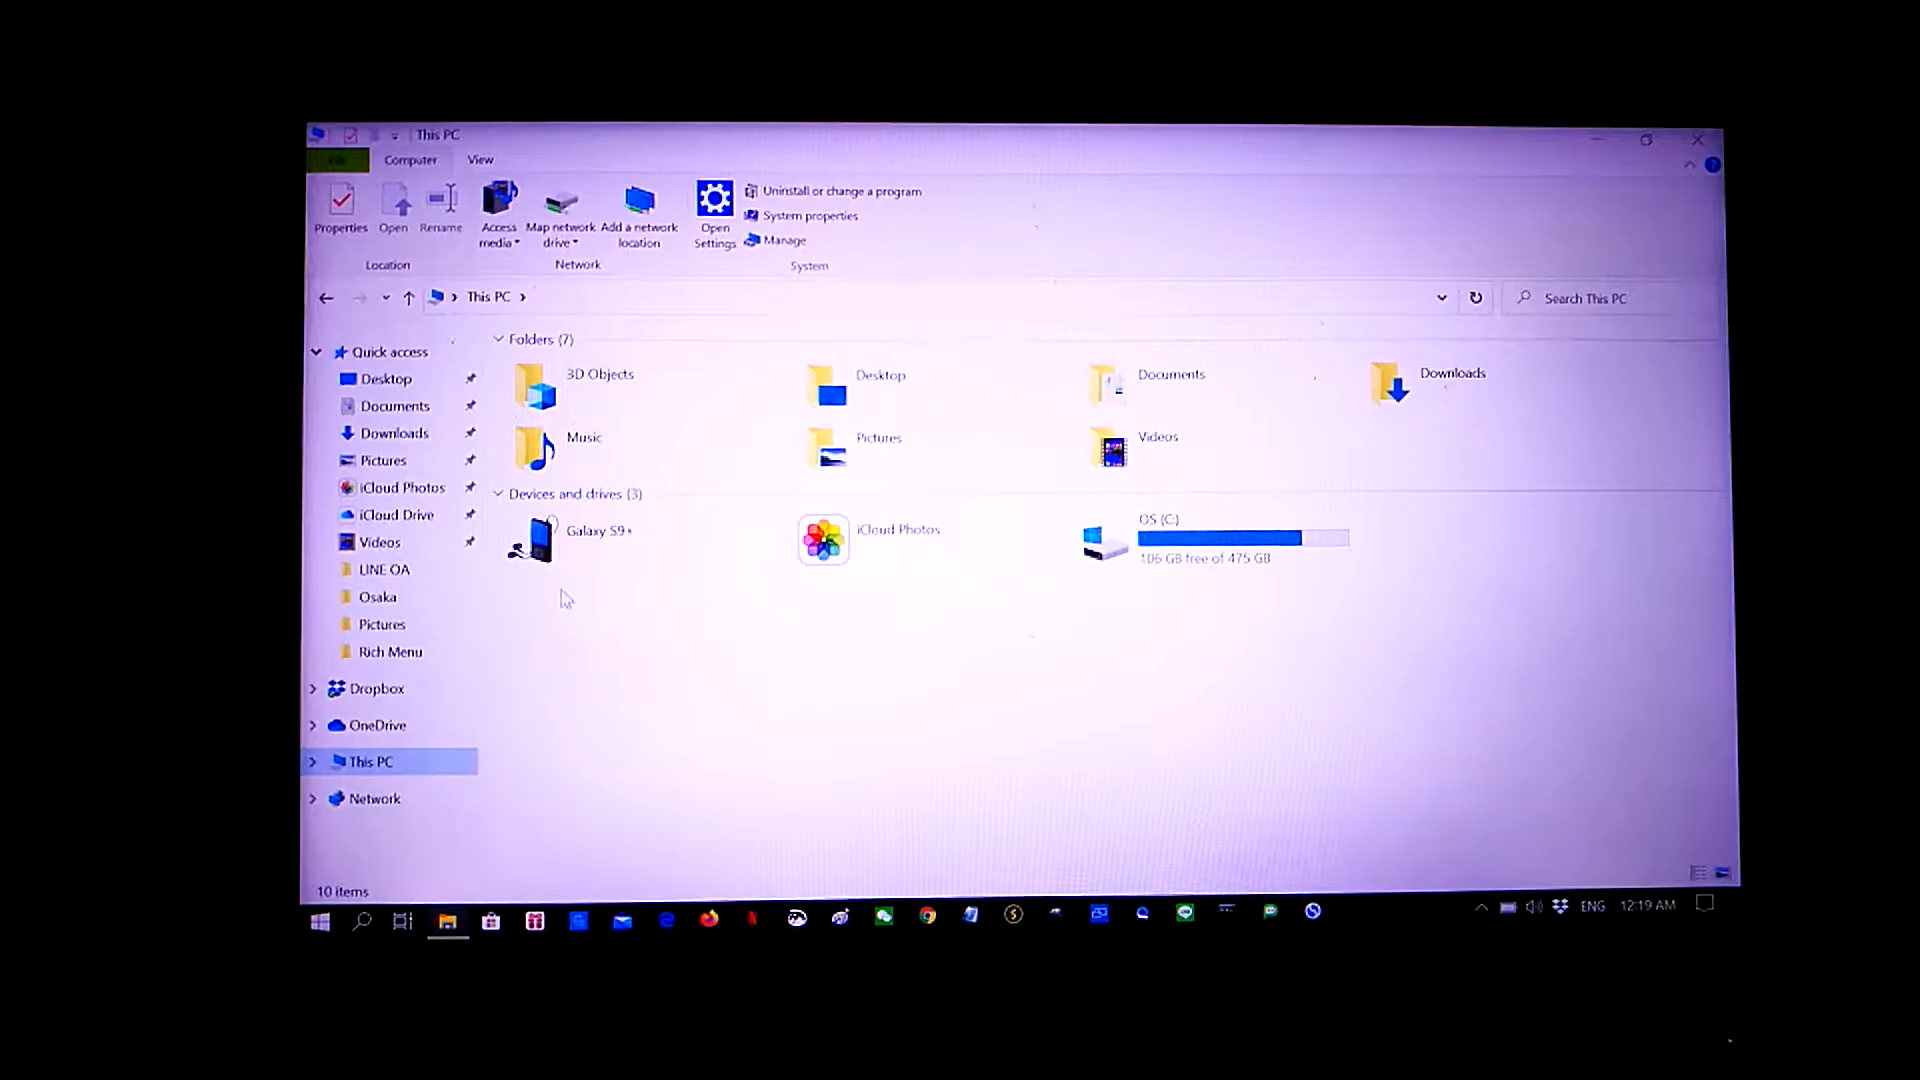 This PC
File
Computer
View
Properties
Open
Rename
Access media
Map network drive
Add a network location
Open Settings
Uninstall or change a program
System properties
Manage
Location
Network
System
This PC
Search This PC
Quick access
Desktop
Documents
Downloads
Pictures
iCloud Photos
iCloud Drive
Videos
LINE OA
Osaka
Pictures
Rich Menu
Dropbox
OneDrive
This PC
Network
Folders (7)
3D Objects
Desktop
Documents
Downloads
Music
Pictures
Videos
Devices and drives (3)
Galaxy S9+
iCloud Photos
OS (C:)
106 GB free of 475 GB
10 items
ENG
12:19 AM